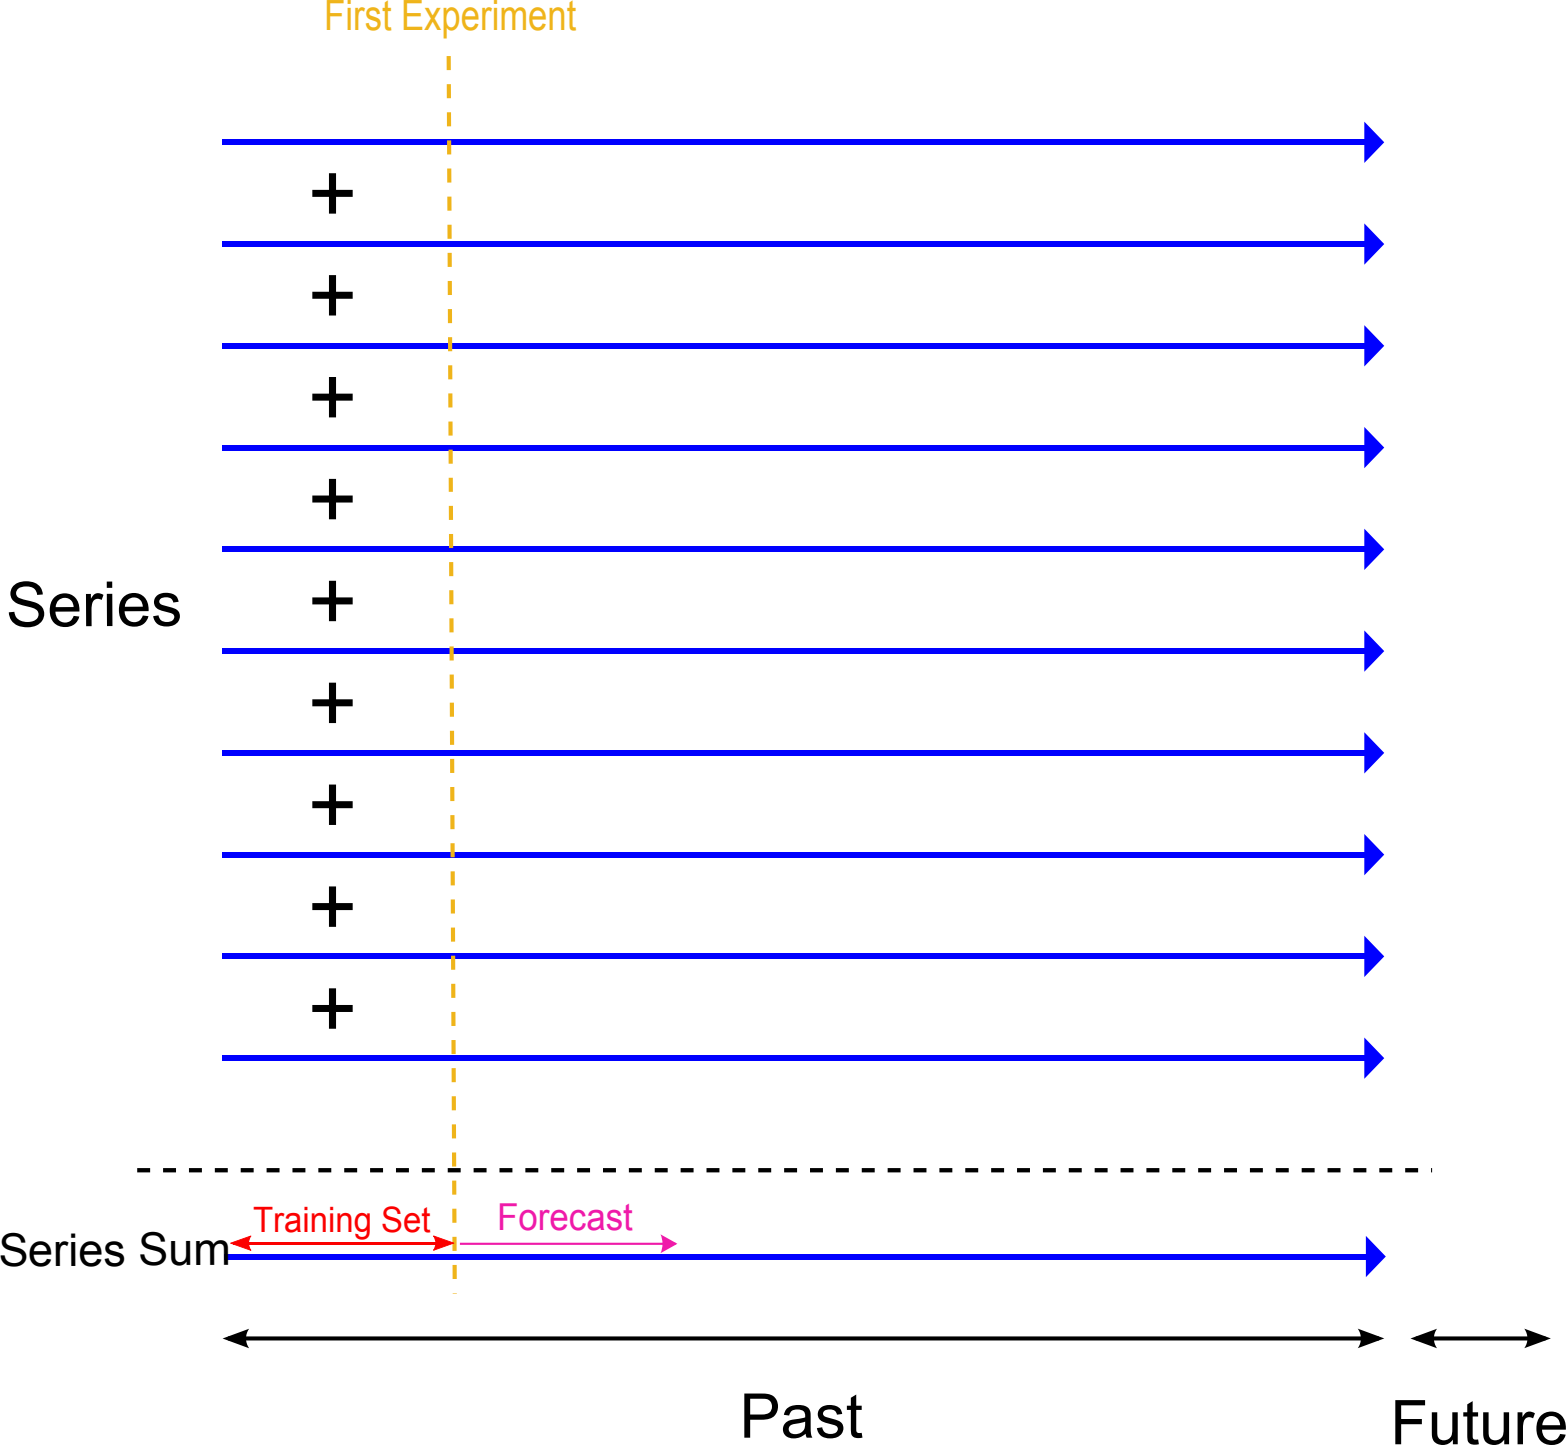 First Experiment
+
+
+
+
+
Series
+
+
+
+
Training Set
Forecast
Series Sum
Past
Future